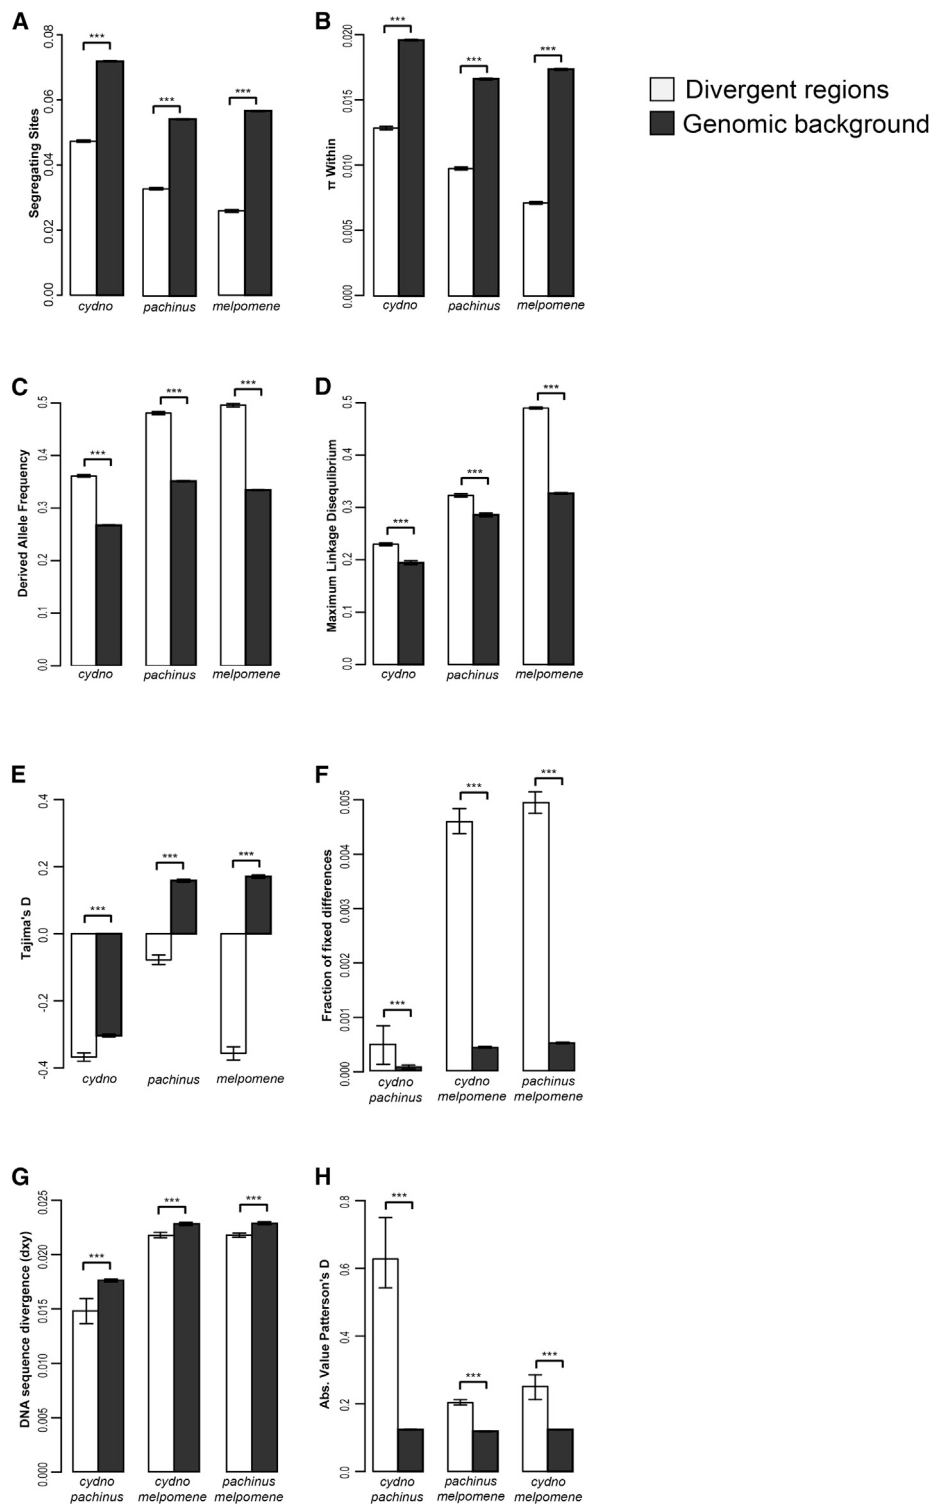 A
Segregating Sites
0.00 0.02 0.04 0.06 0.08
***
***
***
cydno pachinus melpomene
B
π Within
0.000 0.005 0.010 0.015 0.020
***
***
***
cydno pachinus melpomene
Divergent regions
Genomic background
C
Derived Allele Frequency
0.0 0.1 0.2 0.3 0.4 0.5
***
***
***
cydno pachinus melpomene
D
Maximum Linkage Disequlibrium
0.0 0.1 0.2 0.3 0.4 0.5
***
***
***
cydno pachinus melpomene
E
Tajima's D
-0.4 -0.2 0.0 0.2 0.4
***
***
***
cydno pachinus melpomene
F
Fraction of fixed differences
0.000 0.001 0.002 0.003 0.004 0.005
***
***
***
cydno cydno pachinus
pachinus melpomene melpomene
G
DNA sequence divergence (dxy)
0.000 0.005 0.010 0.015 0.020 0.025
***
***
***
cydno cydno pachinus
pachinus melpomene melpomene
H
Abs. Value Patterson's D
0.0 0.2 0.4 0.6 0.8
***
***
***
cydno pachinus cydno
pachinus melpomene melpomene